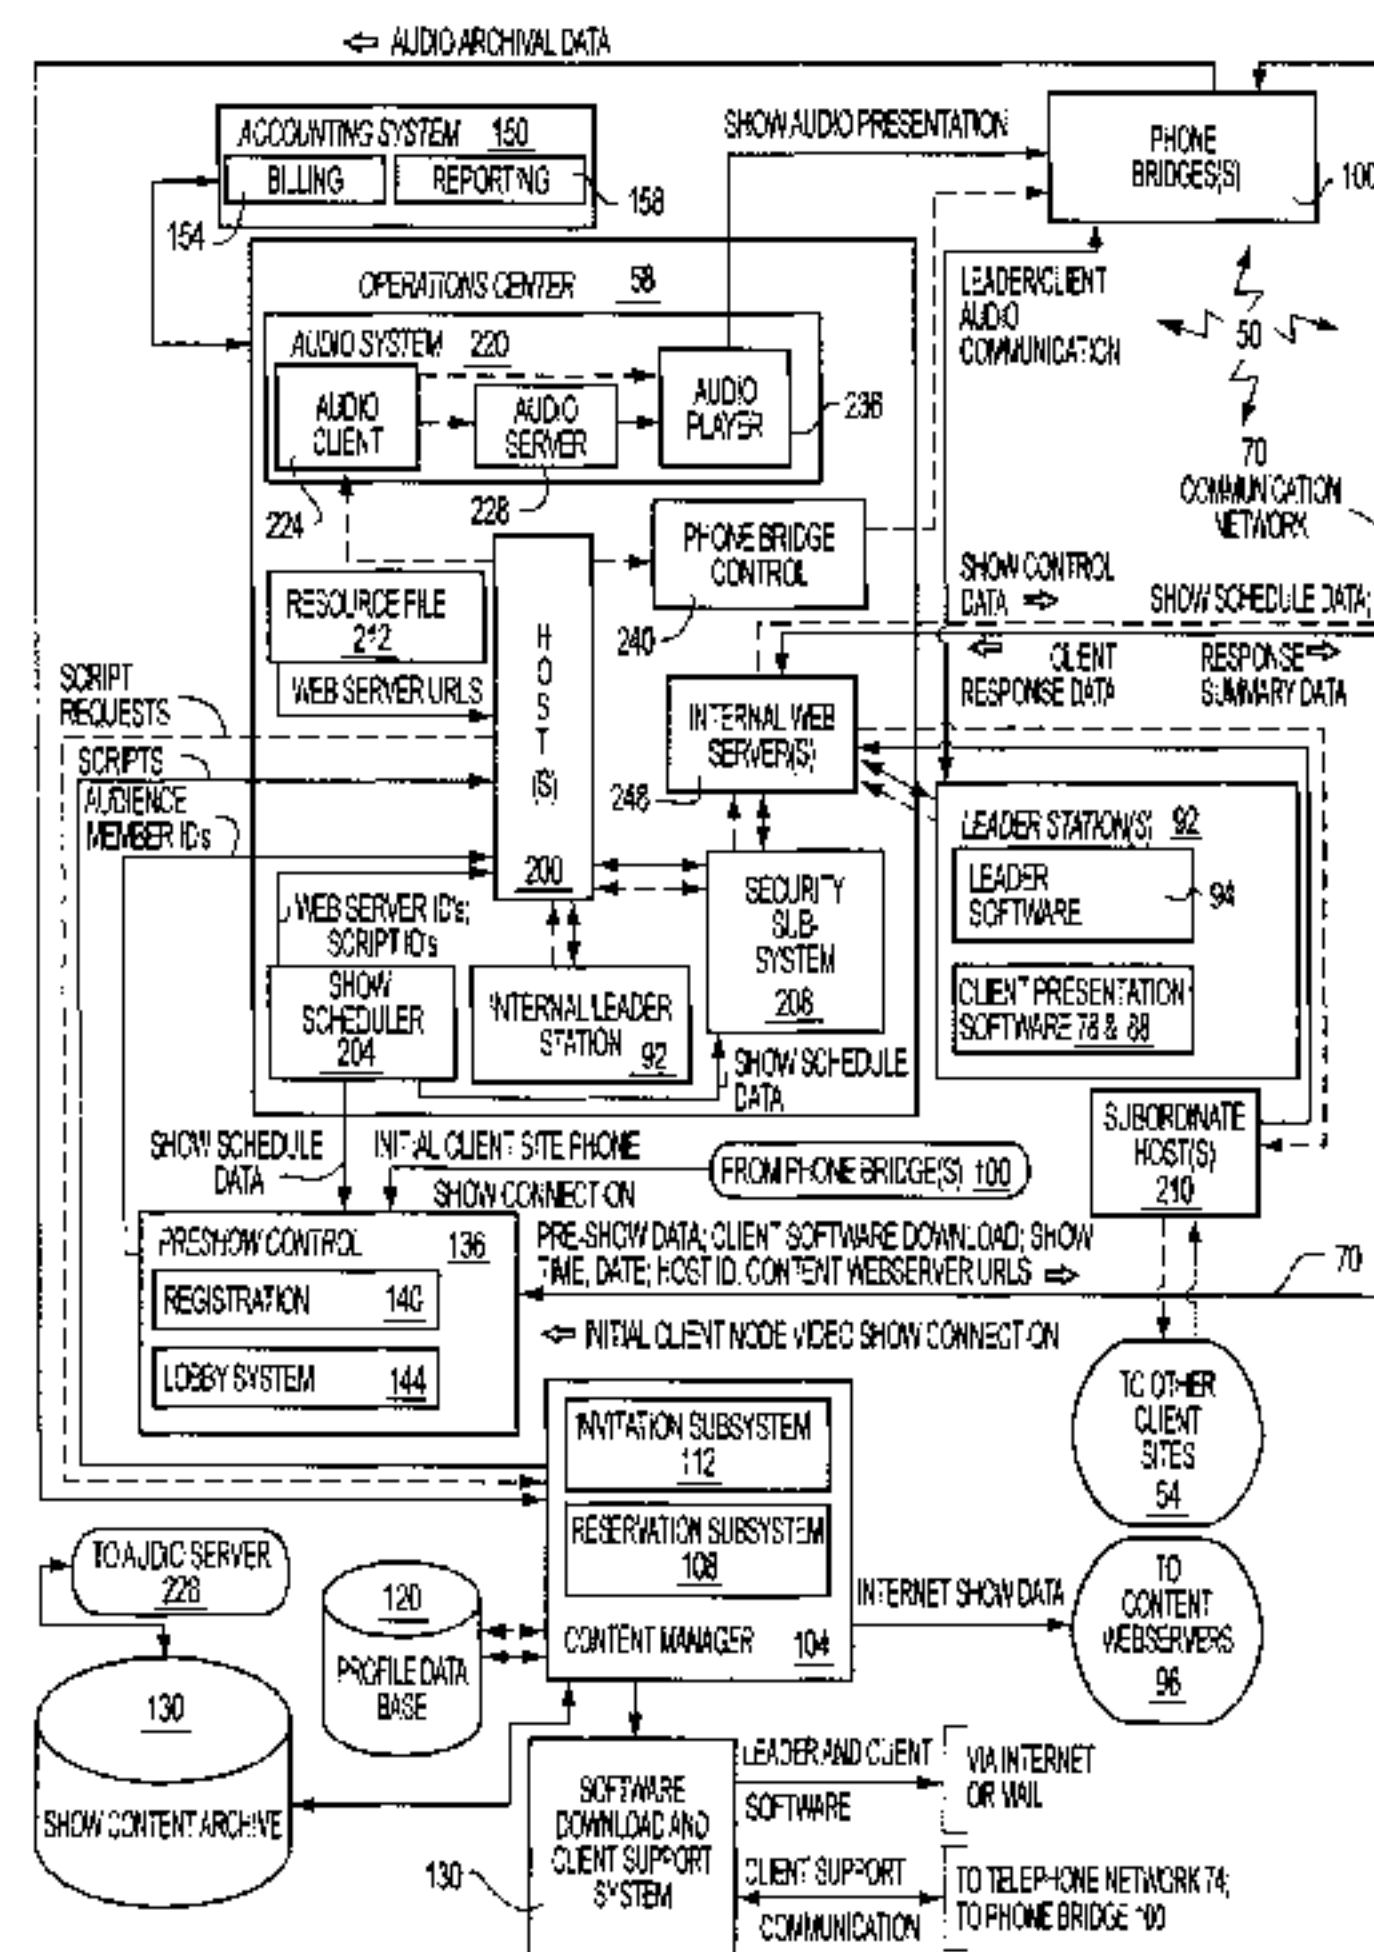 AUDIO ARCHIVAL DATA
ACCOUNTING SYSTEM 150
BILLING
REPORTING
154
158
SHOW AUDIO PRESENTATION
PHONE
BRIDGES(S)
100
OPERATIONS CENTER 58
AUDIO SYSTEM 220
AUDIO
CLIENT
AUDIO
SERVER
AUDIO
PLAYER
236
224
228
LEADER/CLIENT
AUDIO
COMMUNICATION
50
70
COMMUNICATION
NETWORK
PHONE BRIDGE
CONTROL
240
RESOURCE FILE
212
WEB SERVER URLS
HOST(S)
200
SHOW CONTROL
DATA
SHOW SCHEDULE DATA;
CLIENT
RESPONSE DATA
RESPONSE
SUMMARY DATA
SCRIPT
REQUESTS
SCRIPTS
AUDIENCE
MEMBER ID's
INTERNAL WEB
SERVER(S)
248
LEADER STATION(S) 92
LEADER
SOFTWARE
94
CLIENT PRESENTATION
SOFTWARE 78 & 88
WEB SERVER ID's;
SCRIPT ID's
SHOW
SCHEDULER
204
INTERNAL LEADER
STATION 92
SECURITY
SUB-
SYSTEM
208
SHOW SCHEDULE
DATA
SUBORDINATE
HOST(S)
210
SHOW SCHEDULE
DATA
INITIAL CLIENT SITE PHONE
SHOW CONNECTION
FROM PHONE BRIDGE(S) 100
PRESHOW CONTROL 136
REGISTRATION 140
LOBBY SYSTEM 144
PRE-SHOW DATA; CLIENT SOFTWARE DOWNLOAD; SHOW
TIME, DATE; HOST ID. CONTENT WEBSERVER URLS
70
INITIAL CLIENT NODE VIDEO SHOW CONNECTION
INVITATION SUBSYSTEM
112
RESERVATION SUBSYSTEM
108
CONTENT MANAGER 104
TO OTHER
CLIENT
SITES
64
TO AUDIO SERVER
228
120
PROFILE DATA
BASE
INTERNET SHOW DATA
TO
CONTENT
WEBSERVERS
96
130
SHOW CONTENT ARCHIVE
SOFTWARE
DOWNLOAD AND
CLIENT SUPPORT
SYSTEM
130
LEADER AND CLIENT
SOFTWARE
VIA INTERNET
OR MAIL
CLIENT SUPPORT
COMMUNICATION
TO TELEPHONE NETWORK 74;
TO PHONE BRIDGE 100